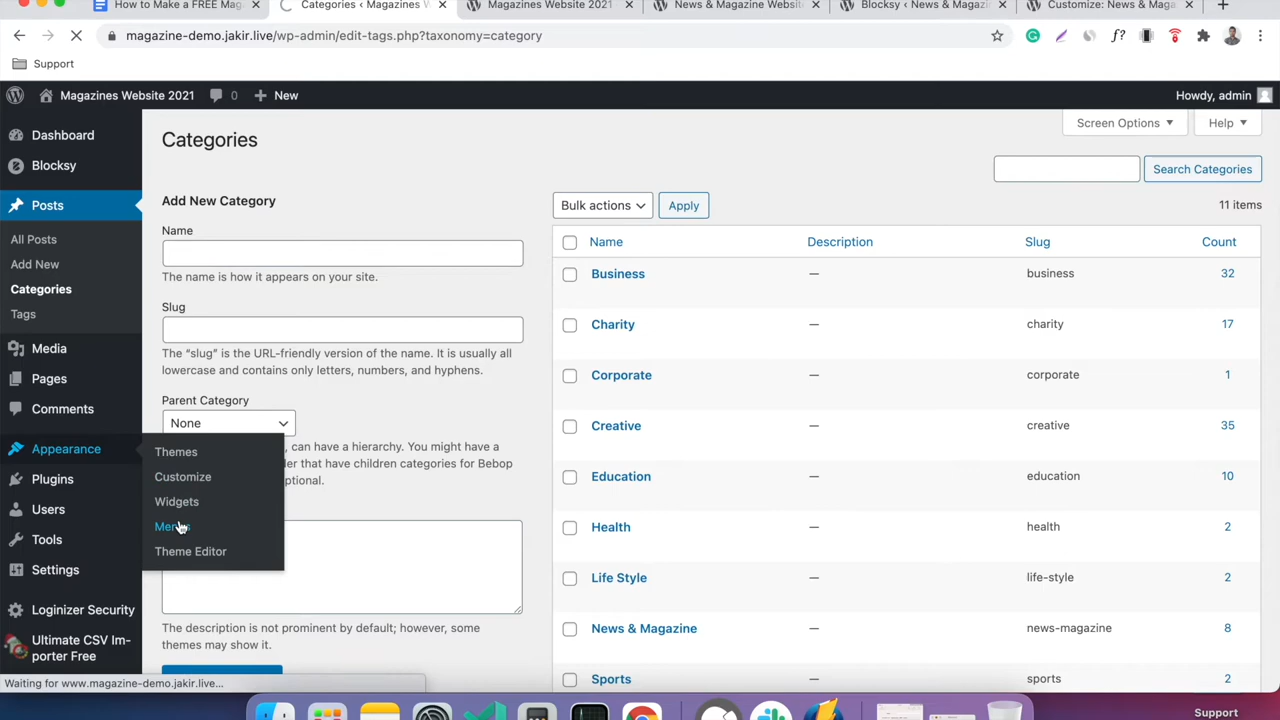 How to Make a FREE Mag
Categories < Magazines W
Magazines Website 2021
News & Magazine Websit
Blocksy < News & Magazin
Customize: News & Maga
magazine-demo.jakir.live/wp-admin/edit-tags.php?taxonomy=category
Support
Magazines Website 2021
0
New
Howdy, admin
Dashboard
Blocksy
Posts
All Posts
Add New
Categories
Tags
Media
Pages
Comments
Appearance
Plugins
Users
Tools
Settings
Loginizer Security
Ultimate CSV Im-
porter Free
Themes
Customize
Widgets
Theme Editor
Categories
Screen Options
Help
Search Categories
Add New Category
Name
The name is how it appears on your site.
Slug
The “slug” is the URL-friendly version of the name. It is usually all
lowercase and contains only letters, numbers, and hyphens.
Parent Category
None
, can have a hierarchy. You might have a
der that have children categories for Bebop
ptional.
The description is not prominent by default; however, some
themes may show it.
Bulk actions
Apply
11 items
Name Description Slug Count
Business — business 32
Charity — charity 17
Corporate — corporate 1
Creative — creative 35
Education — education 10
Health — health 2
Life Style — life-style 2
News & Magazine — news-magazine 8
Sports — sports 2
Waiting for www.magazine-demo.jakir.live...
Support